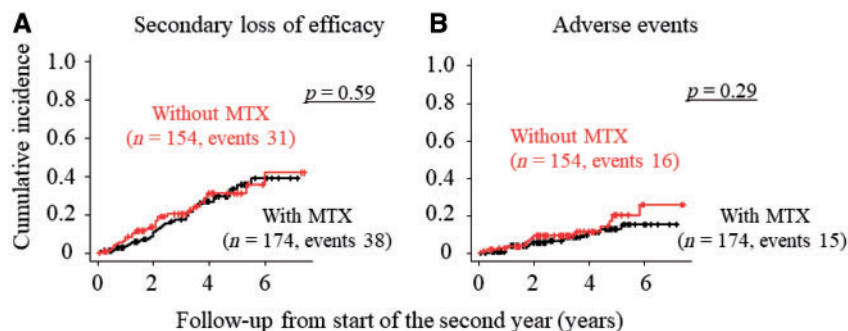 A
Secondary loss of efficacy
Cumulative incidence
1.0
0.8
0.6
0.4
0.2
0
p = 0.59
Without MTX
(n = 154, events 31)
With MTX
(n = 174, events 38)
0 2 4 6
B
Adverse events
1.0
0.8
0.6
0.4
0.2
0
p = 0.29
Without MTX
(n = 154, events 16)
With MTX
(n = 174, events 15)
0 2 4 6
Follow-up from start of the second year (years)